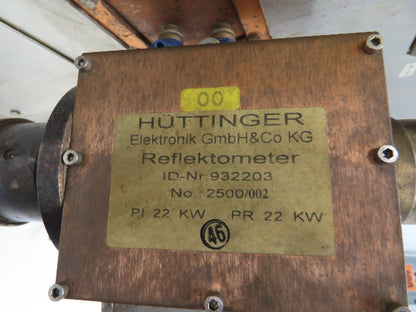 00
HÜTTINGER
Elektronik GmbH&Co KG
Reflektometer
ID-Nr.932203
No.: 2500/002
PI 22 KW PR 22 KW
46